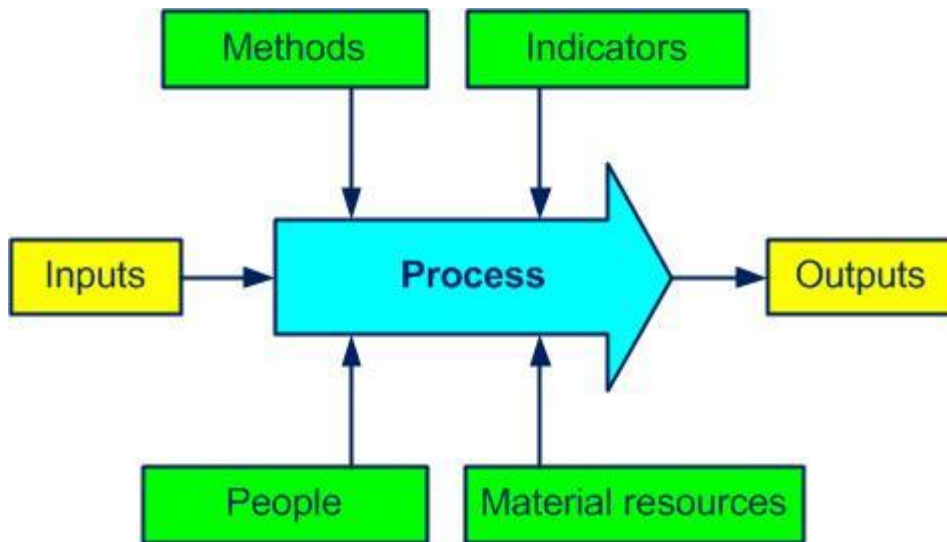 Methods
Indicators
Inputs
Process
Outputs
People
Material resources